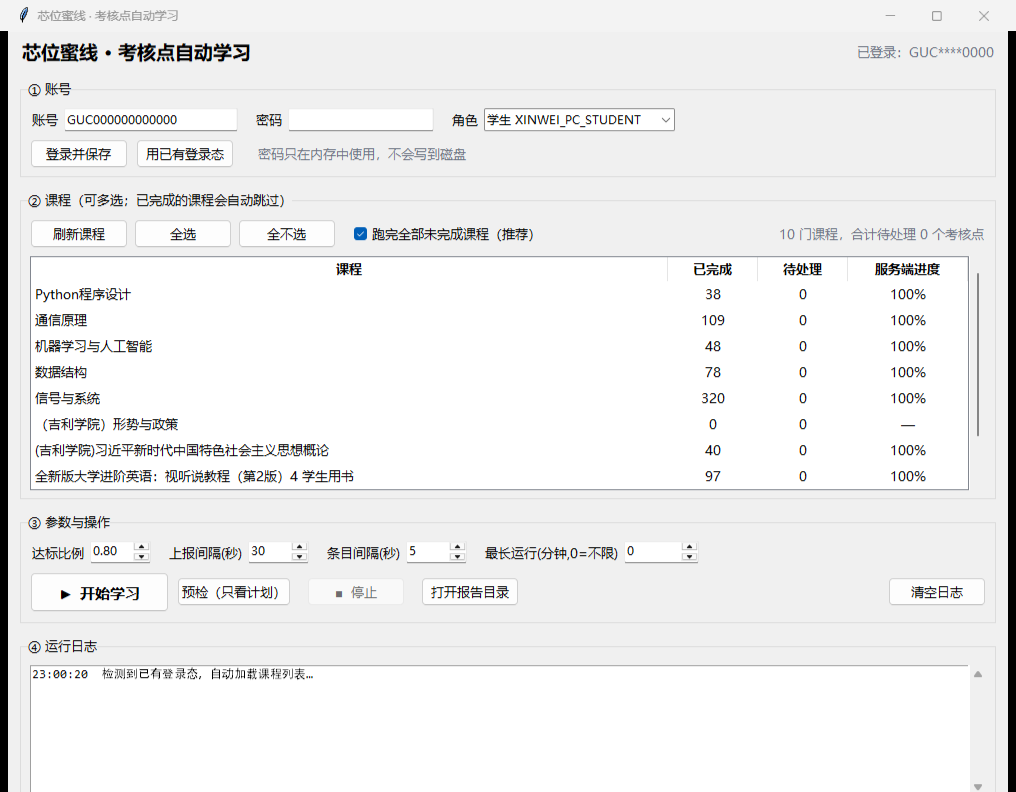 芯位蜜线 · 考核点自动学习
芯位蜜线 · 考核点自动学习 已登录：GUC****0000
① 账号
账号 GUC000000000000 密码 角色 学生 XINWEI_PC_STUDENT
登录并保存 用已有登录态 密码只在内存中使用，不会写到磁盘
② 课程（可多选；已完成的课程会自动跳过）
刷新课程 全选 全不选 跑完全部未完成课程（推荐） 10 门课程，合计待处理 0 个考核点
课程 已完成 待处理 服务端进度
Python程序设计 38 0 100%
通信原理 109 0 100%
机器学习与人工智能 48 0 100%
数据结构 78 0 100%
信号与系统 320 0 100%
（吉利学院）形势与政策 0 0 —
(吉利学院)习近平新时代中国特色社会主义思想概论 40 0 100%
全新版大学进阶英语：视听说教程（第2版）4 学生用书 97 0 100%
③ 参数与操作
达标比例 0.80 上报间隔(秒) 30 条目间隔(秒) 5 最长运行(分钟,0=不限) 0
▶ 开始学习 预检（只看计划） ■ 停止 打开报告目录 清空日志
④ 运行日志
23:00:20 检测到已有登录态，自动加载课程列表…